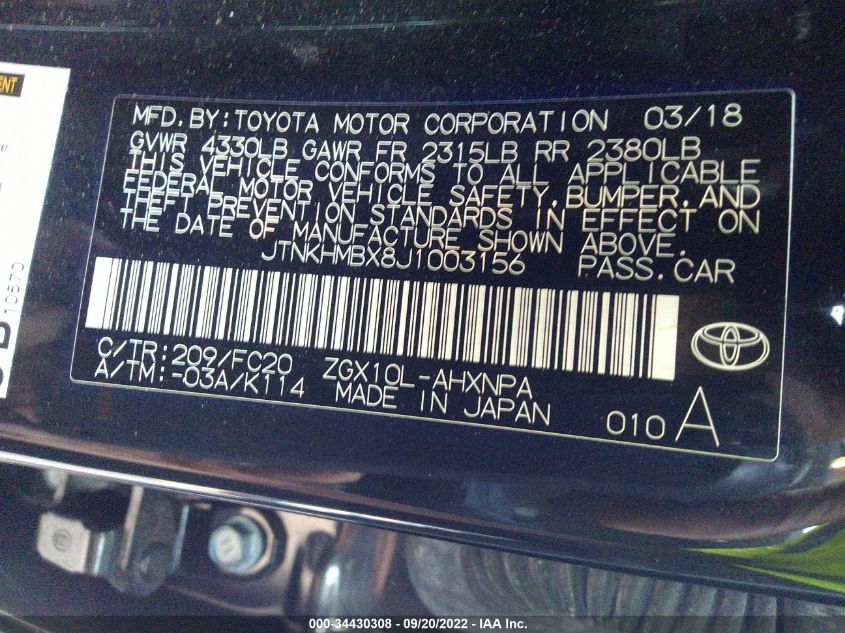 ENT
MFD. BY: TOYOTA MOTOR CORPORATION 03/18
GVWR 4330LB GAWR FR 2315LB RR 2380LB
THIS VEHICLE CONFORMS TO ALL APPLICABLE
FEDERAL MOTOR VEHICLE SAFETY, BUMPER, AND
THEFT PREVENTION STANDARDS IN EFFECT ON
THE DATE OF MANUFACTURE SHOWN ABOVE.
JTNKHMBX8J1003156 PASS. CAR
10570
C/TR: 209/FC20 ZGX10L-AHXNPA
A/TM: -03A/K114 MADE IN JAPAN
010 A
000-34430308 - 09/20/2022 - IAA Inc.